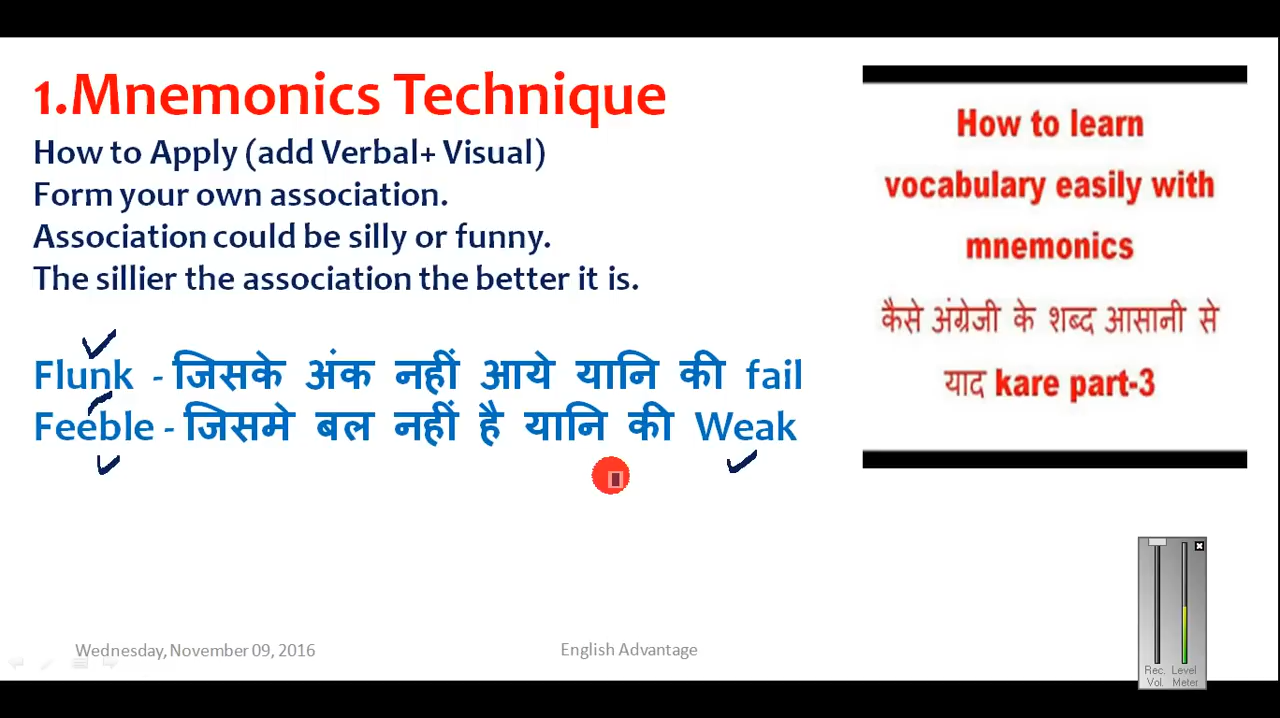 1.Mnemonics Technique
How to Apply (add Verbal+ Visual)
Form your own association.
Association could be silly or funny.
The sillier the association the better it is.
Flunk - जिसके अंक नहीं आये यानि की fail
Feeble - जिसमे बल नहीं है यानि की Weak
How to learn
vocabulary easily with
mnemonics
कैसे अंग्रेजी के शब्द आसानी से
याद kare part-3
Wednesday, November 09, 2016
English Advantage
Rec. Level
Vol. Meter